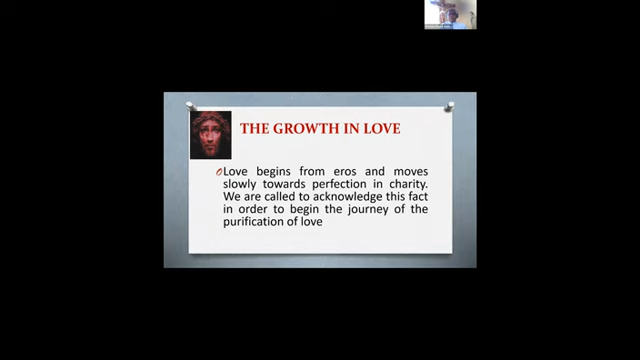 THE GROWTH IN LOVE
Love begins from eros and moves
slowly towards perfection in charity.
We are called to acknowledge this fact
in order to begin the journey of the
purification of love